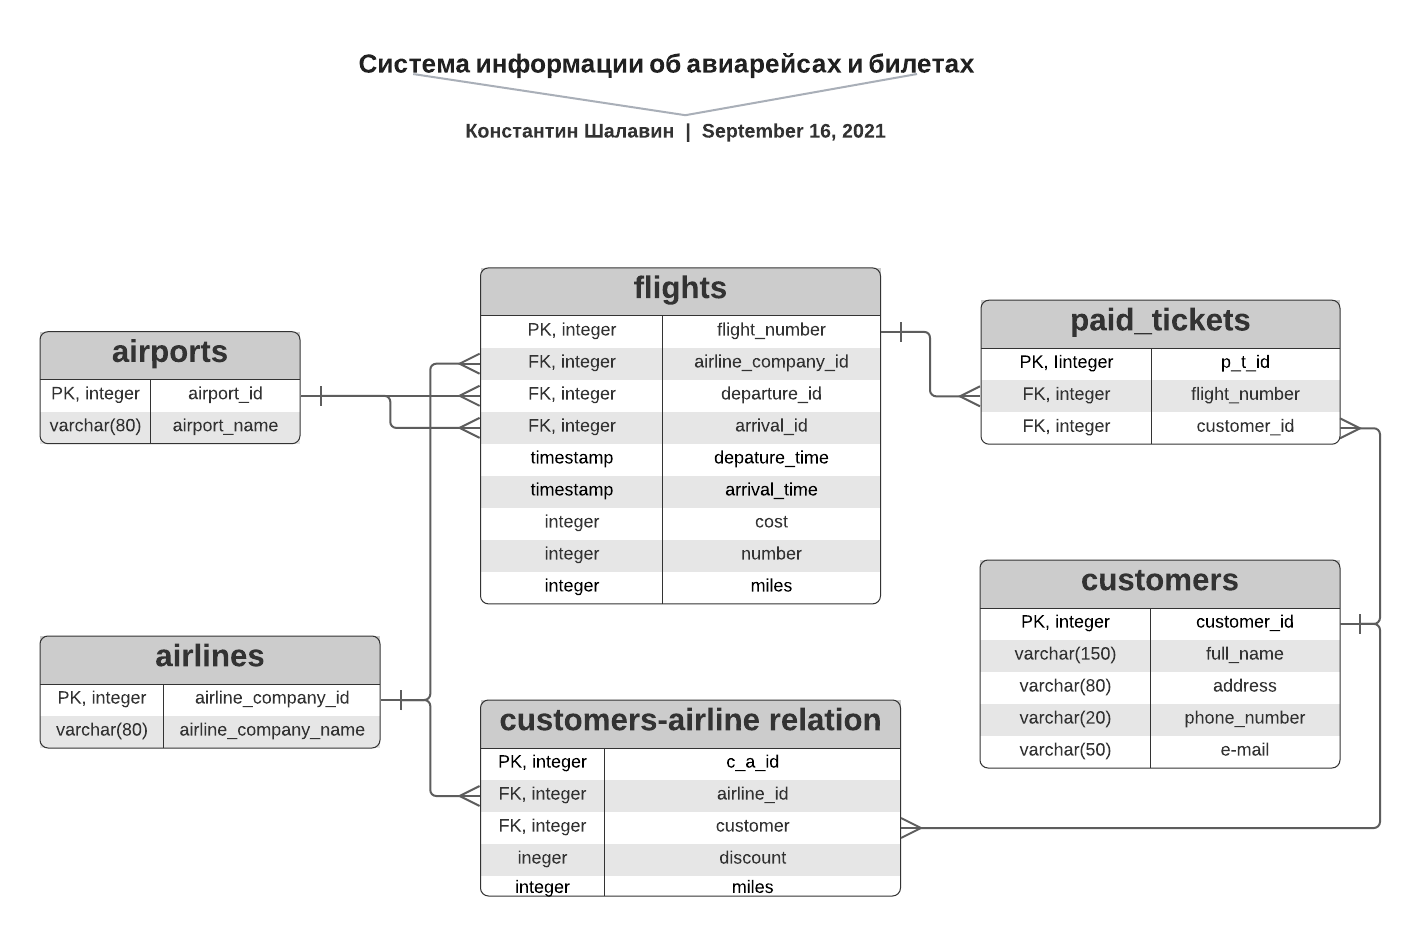 Система информации об авиарейсах и билетах
Константин Шалавин | September 16, 2021
airports
PK, integer airport_id
varchar(80) airport_name
airlines
PK, integer airline_company_id
varchar(80) airline_company_name
flights
PK, integer flight_number
FK, integer airline_company_id
FK, integer departure_id
FK, integer arrival_id
timestamp depature_time
timestamp arrival_time
integer cost
integer number
integer miles
customers-airline relation
PK, integer c_a_id
FK, integer airline_id
FK, integer customer
ineger discount
integer miles
paid_tickets
PK, Iinteger p_t_id
FK, integer flight_number
FK, integer customer_id
customers
PK, integer customer_id
varchar(150) full_name
varchar(80) address
varchar(20) phone_number
varchar(50) e-mail